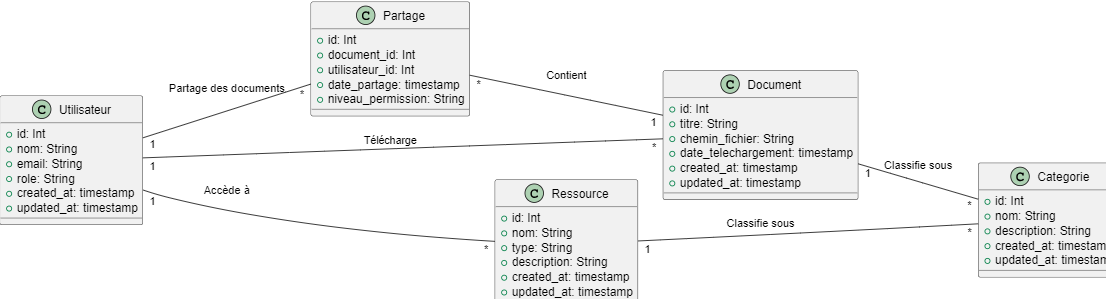 C Partage
id: Int
document_id: Int
utilisateur_id: Int
date_partage: timestamp
niveau_permission: String
Partage des documents
*
*
Contient
C Document
id: Int
titre: String
chemin_fichier: String
date_telechargement: timestamp
created_at: timestamp
updated_at: timestamp
1
*
C Utilisateur
id: Int
nom: String
email: String
role: String
created_at: timestamp
updated_at: timestamp
1
1
1
Télécharge
Accède à
*
C Ressource
id: Int
nom: String
type: String
description: String
created_at: timestamp
updated_at: timestamp
1
Classifie sous
*
1
Classifie sous
*
C Categorie
id: Int
nom: String
description: String
created_at: timestam
updated_at: timestam